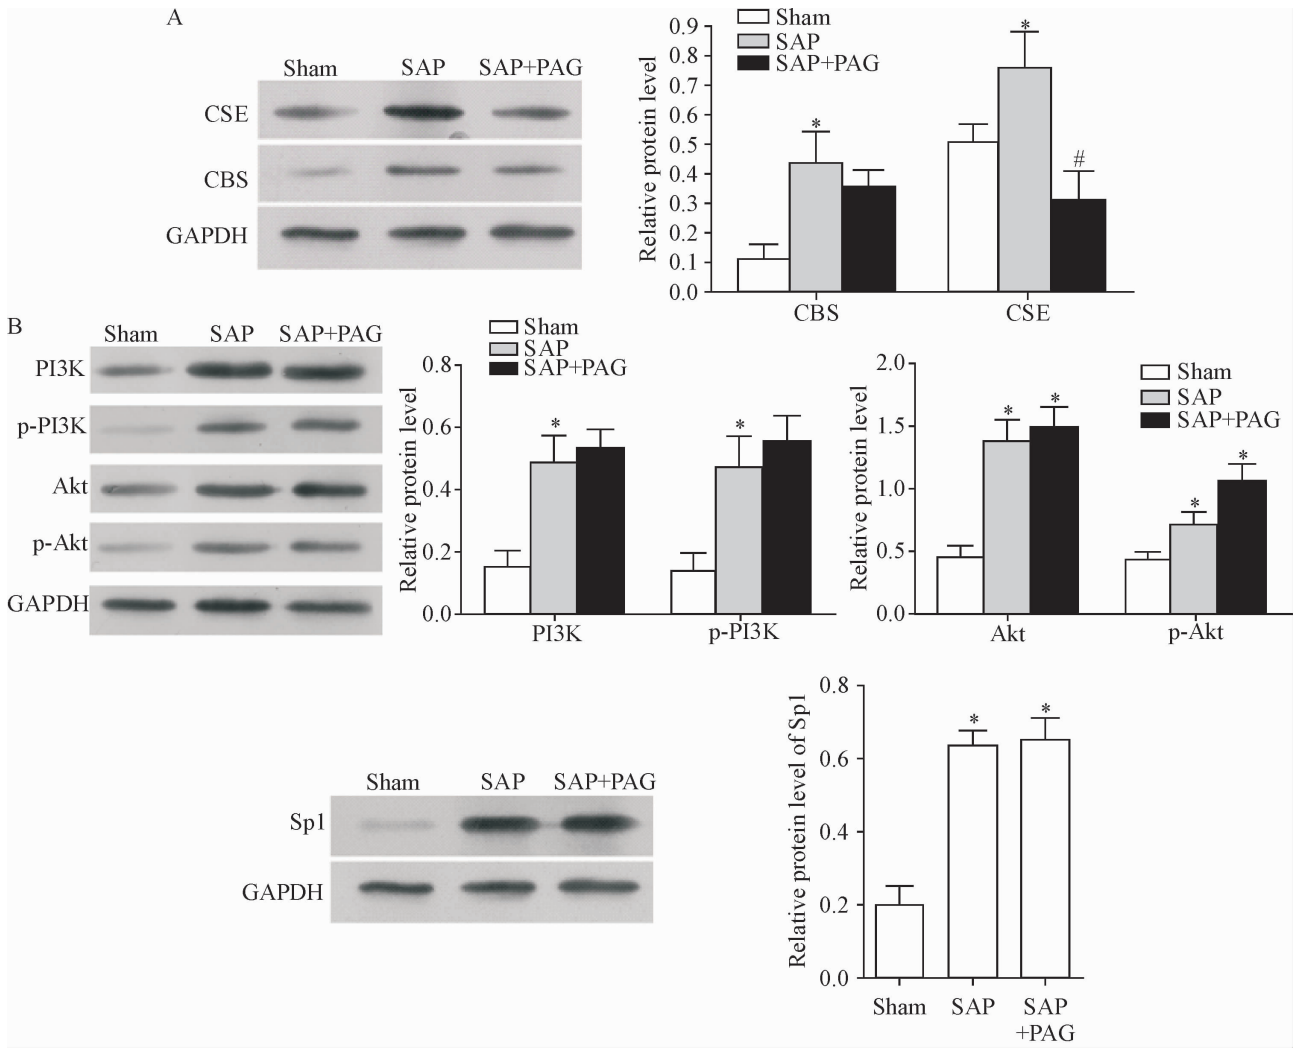 A
Sham SAP SAP+PAG
CSE
CBS
GAPDH
Sham
SAP
SAP+PAG
Relative protein level
0.9
0.8
0.7
0.6
0.5
0.4
0.3
0.2
0.1
0.0
*
*
#
CBS CSE
B
Sham SAP SAP+PAG
PI3K
p-PI3K
Akt
p-Akt
GAPDH
Sham
SAP
SAP+PAG
Relative protein level
0.8
0.6
0.4
0.2
0.0
*
*
PI3K p-PI3K
Sham
SAP
SAP+PAG
Relative protein level
2.0
1.5
1.0
0.5
0.0
*
*
*
*
Akt p-Akt
Sham SAP SAP+PAG
Sp1
GAPDH
Relative protein level of Sp1
0.8
0.6
0.4
0.2
0.0
*
*
Sham SAP SAP
+PAG